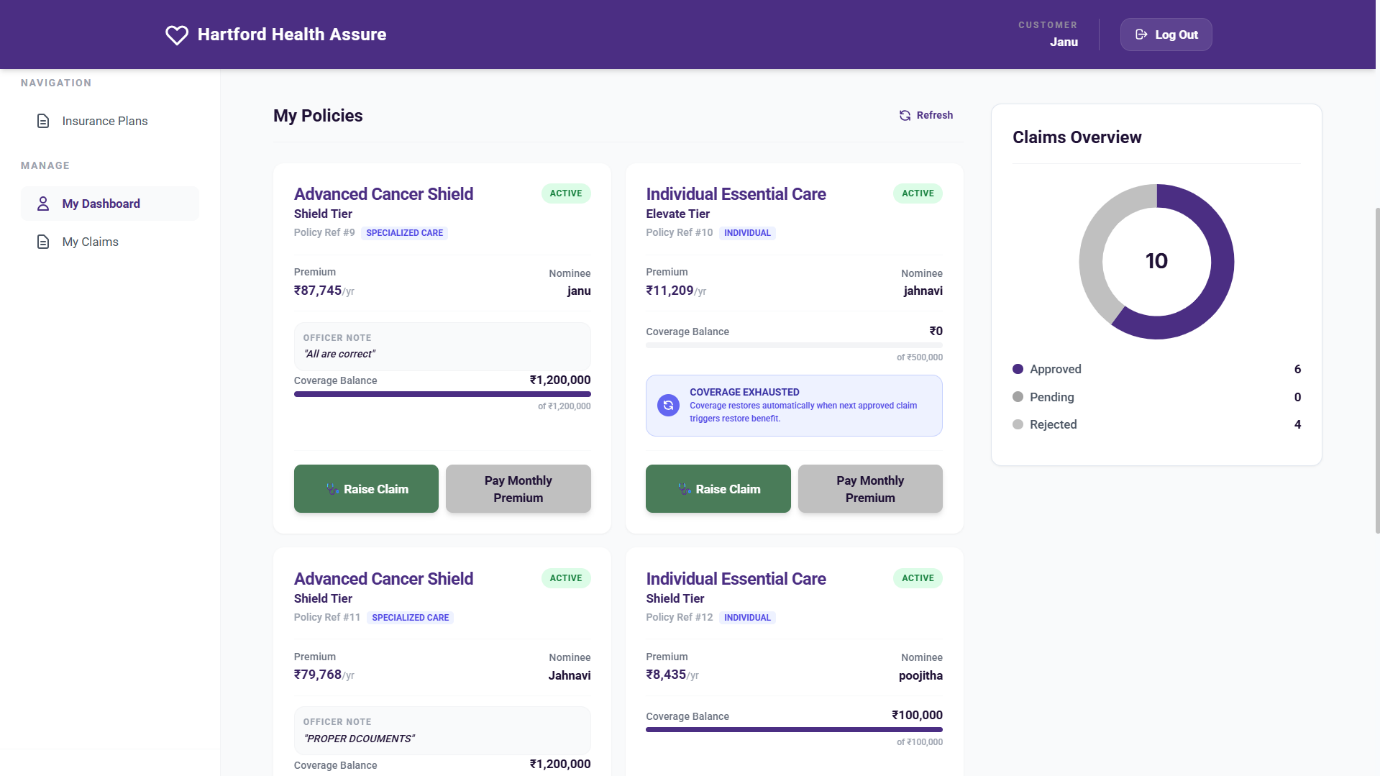 Hartford Health Assure
CUSTOMER
Janu
Log Out
NAVIGATION
Insurance Plans
MANAGE
My Dashboard
My Claims
My Policies
Refresh
Advanced Cancer Shield
ACTIVE
Shield Tier
Policy Ref #9 SPECIALIZED CARE
Premium
Nominee
₹87,745/yr
janu
OFFICER NOTE
"All are correct"
Coverage Balance
₹1,200,000
of ₹1,200,000
Raise Claim
Pay Monthly
Premium
Individual Essential Care
ACTIVE
Elevate Tier
Policy Ref #10 INDIVIDUAL
Premium
Nominee
₹11,209/yr
jahnavi
Coverage Balance
₹0
of ₹500,000
COVERAGE EXHAUSTED
Coverage restores automatically when next approved claim
triggers restore benefit.
Raise Claim
Pay Monthly
Premium
Advanced Cancer Shield
ACTIVE
Shield Tier
Policy Ref #11 SPECIALIZED CARE
Premium
Nominee
₹79,768/yr
Jahnavi
OFFICER NOTE
"PROPER DCOUMENTS"
Coverage Balance
₹1,200,000
Individual Essential Care
ACTIVE
Shield Tier
Policy Ref #12 INDIVIDUAL
Premium
Nominee
₹8,435/yr
poojitha
Coverage Balance
₹100,000
of ₹100,000
Claims Overview
10
Approved 6
Pending 0
Rejected 4